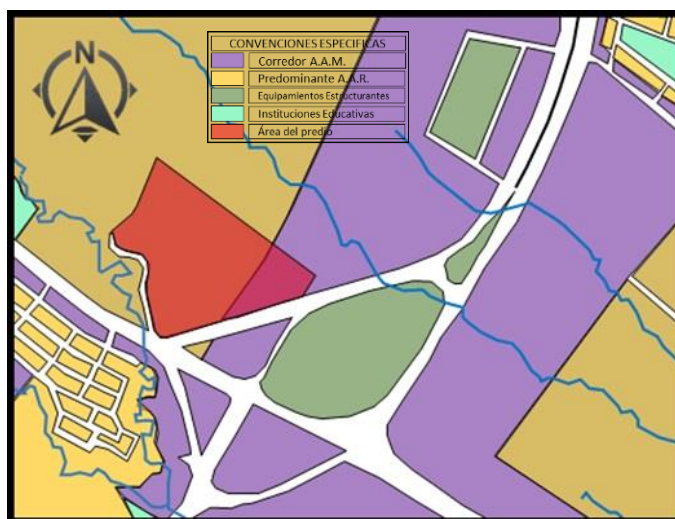 N
CONVENCIONES ESPECIFICAS
Corredor A.A.M.
Predominante A.A.R.
Equipamientos Estructurantes
Instituciones Educativas
Área del predio